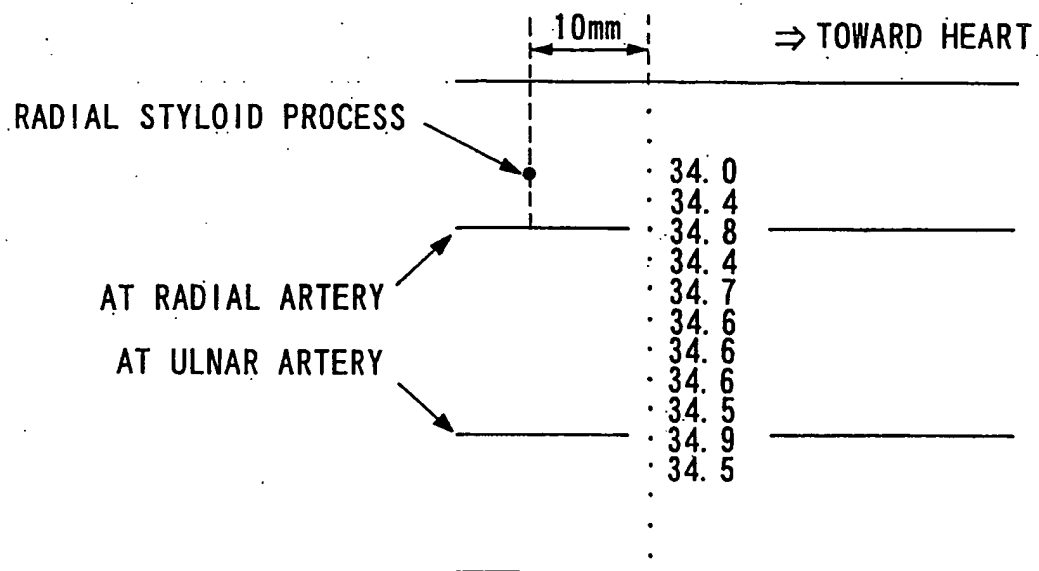 10mm
⇒ TOWARD HEART
RADIAL STYLOID PROCESS
34.0
34.4
34.8
34.4
AT RADIAL ARTERY
34.7
34.6
AT ULNAR ARTERY
34.6
34.6
34.5
34.9
34.5